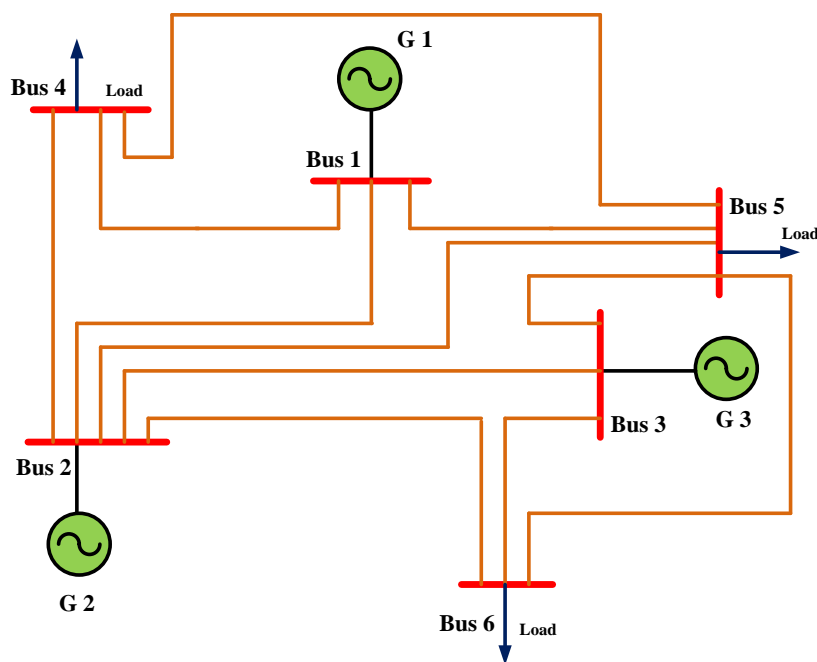 G 1
Bus 4
Load
Bus 1
Bus 5
Load
G 3
Bus 3
Bus 2
G 2
Bus 6
Load